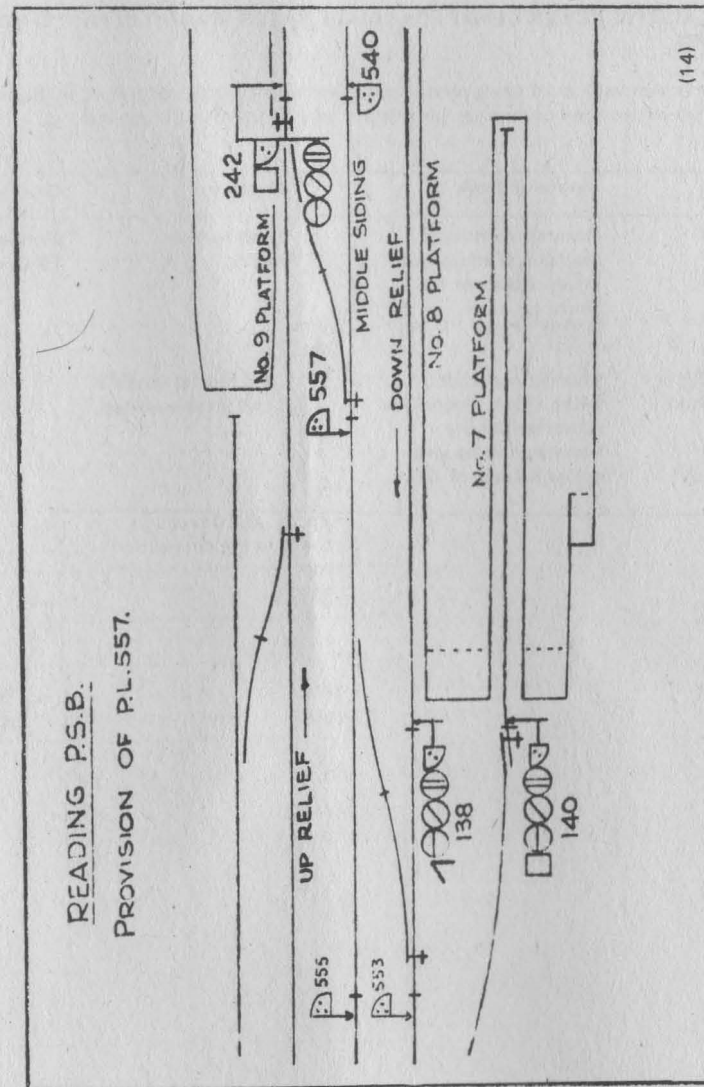 READING P.S.B.
PROVISION OF P.L. 557.
242
No. 9 PLATFORM
540
557
MIDDLE SIDING
UP RELIEF
DOWN RELIEF
No. 8 PLATFORM
No. 7 PLATFORM
555
553
138
140
(14)